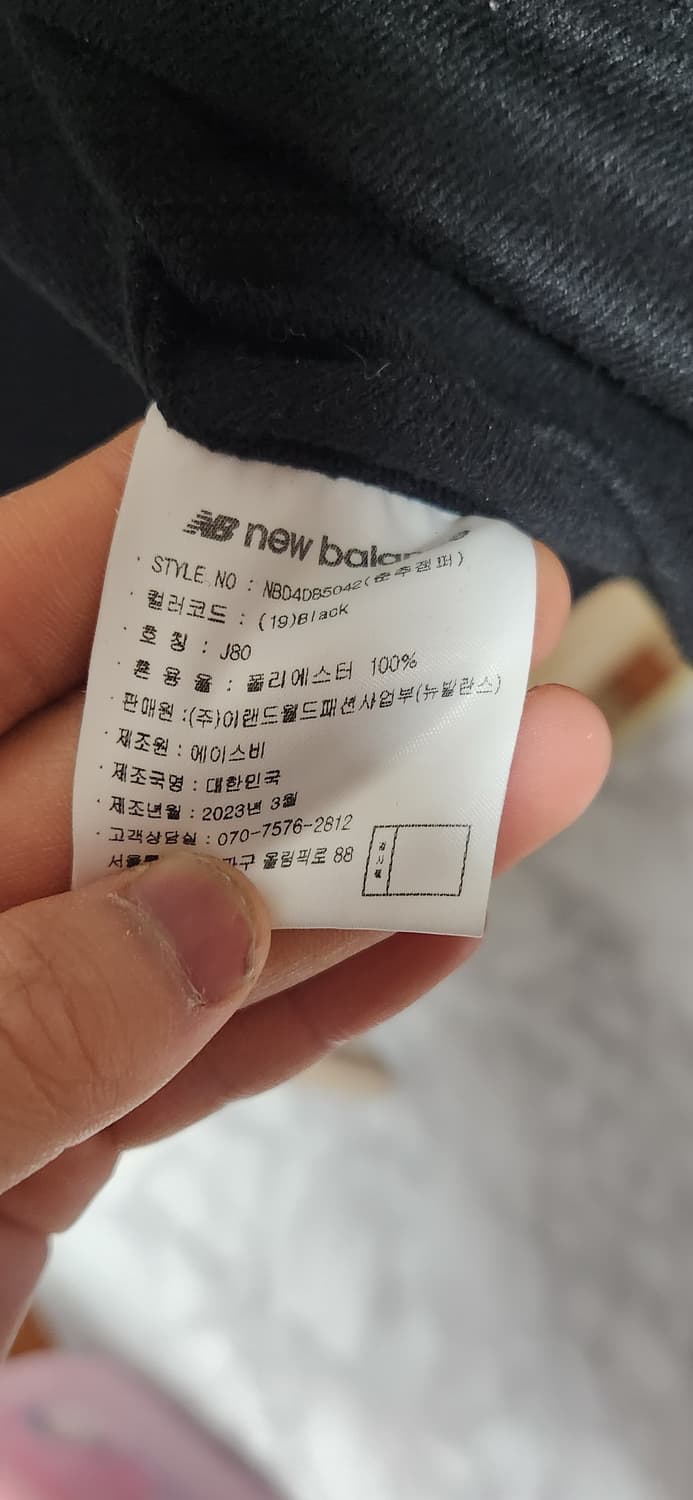 NB new balance
· STYLE NO : NBD4DB5042
· 컬러코드 : (19)Black
· 호 칭 : J80
· 혼 용 율 : 폴리에스터 100%
· 판매원 :(주)이랜드월드패션사업부(뉴발란스)
· 제조원 : 에이스비
· 제조국명 : 대한민국
· 제조년월 : 2023년 3월
· 고객상담실 : 070-7576-2812
서울 올림픽로 88